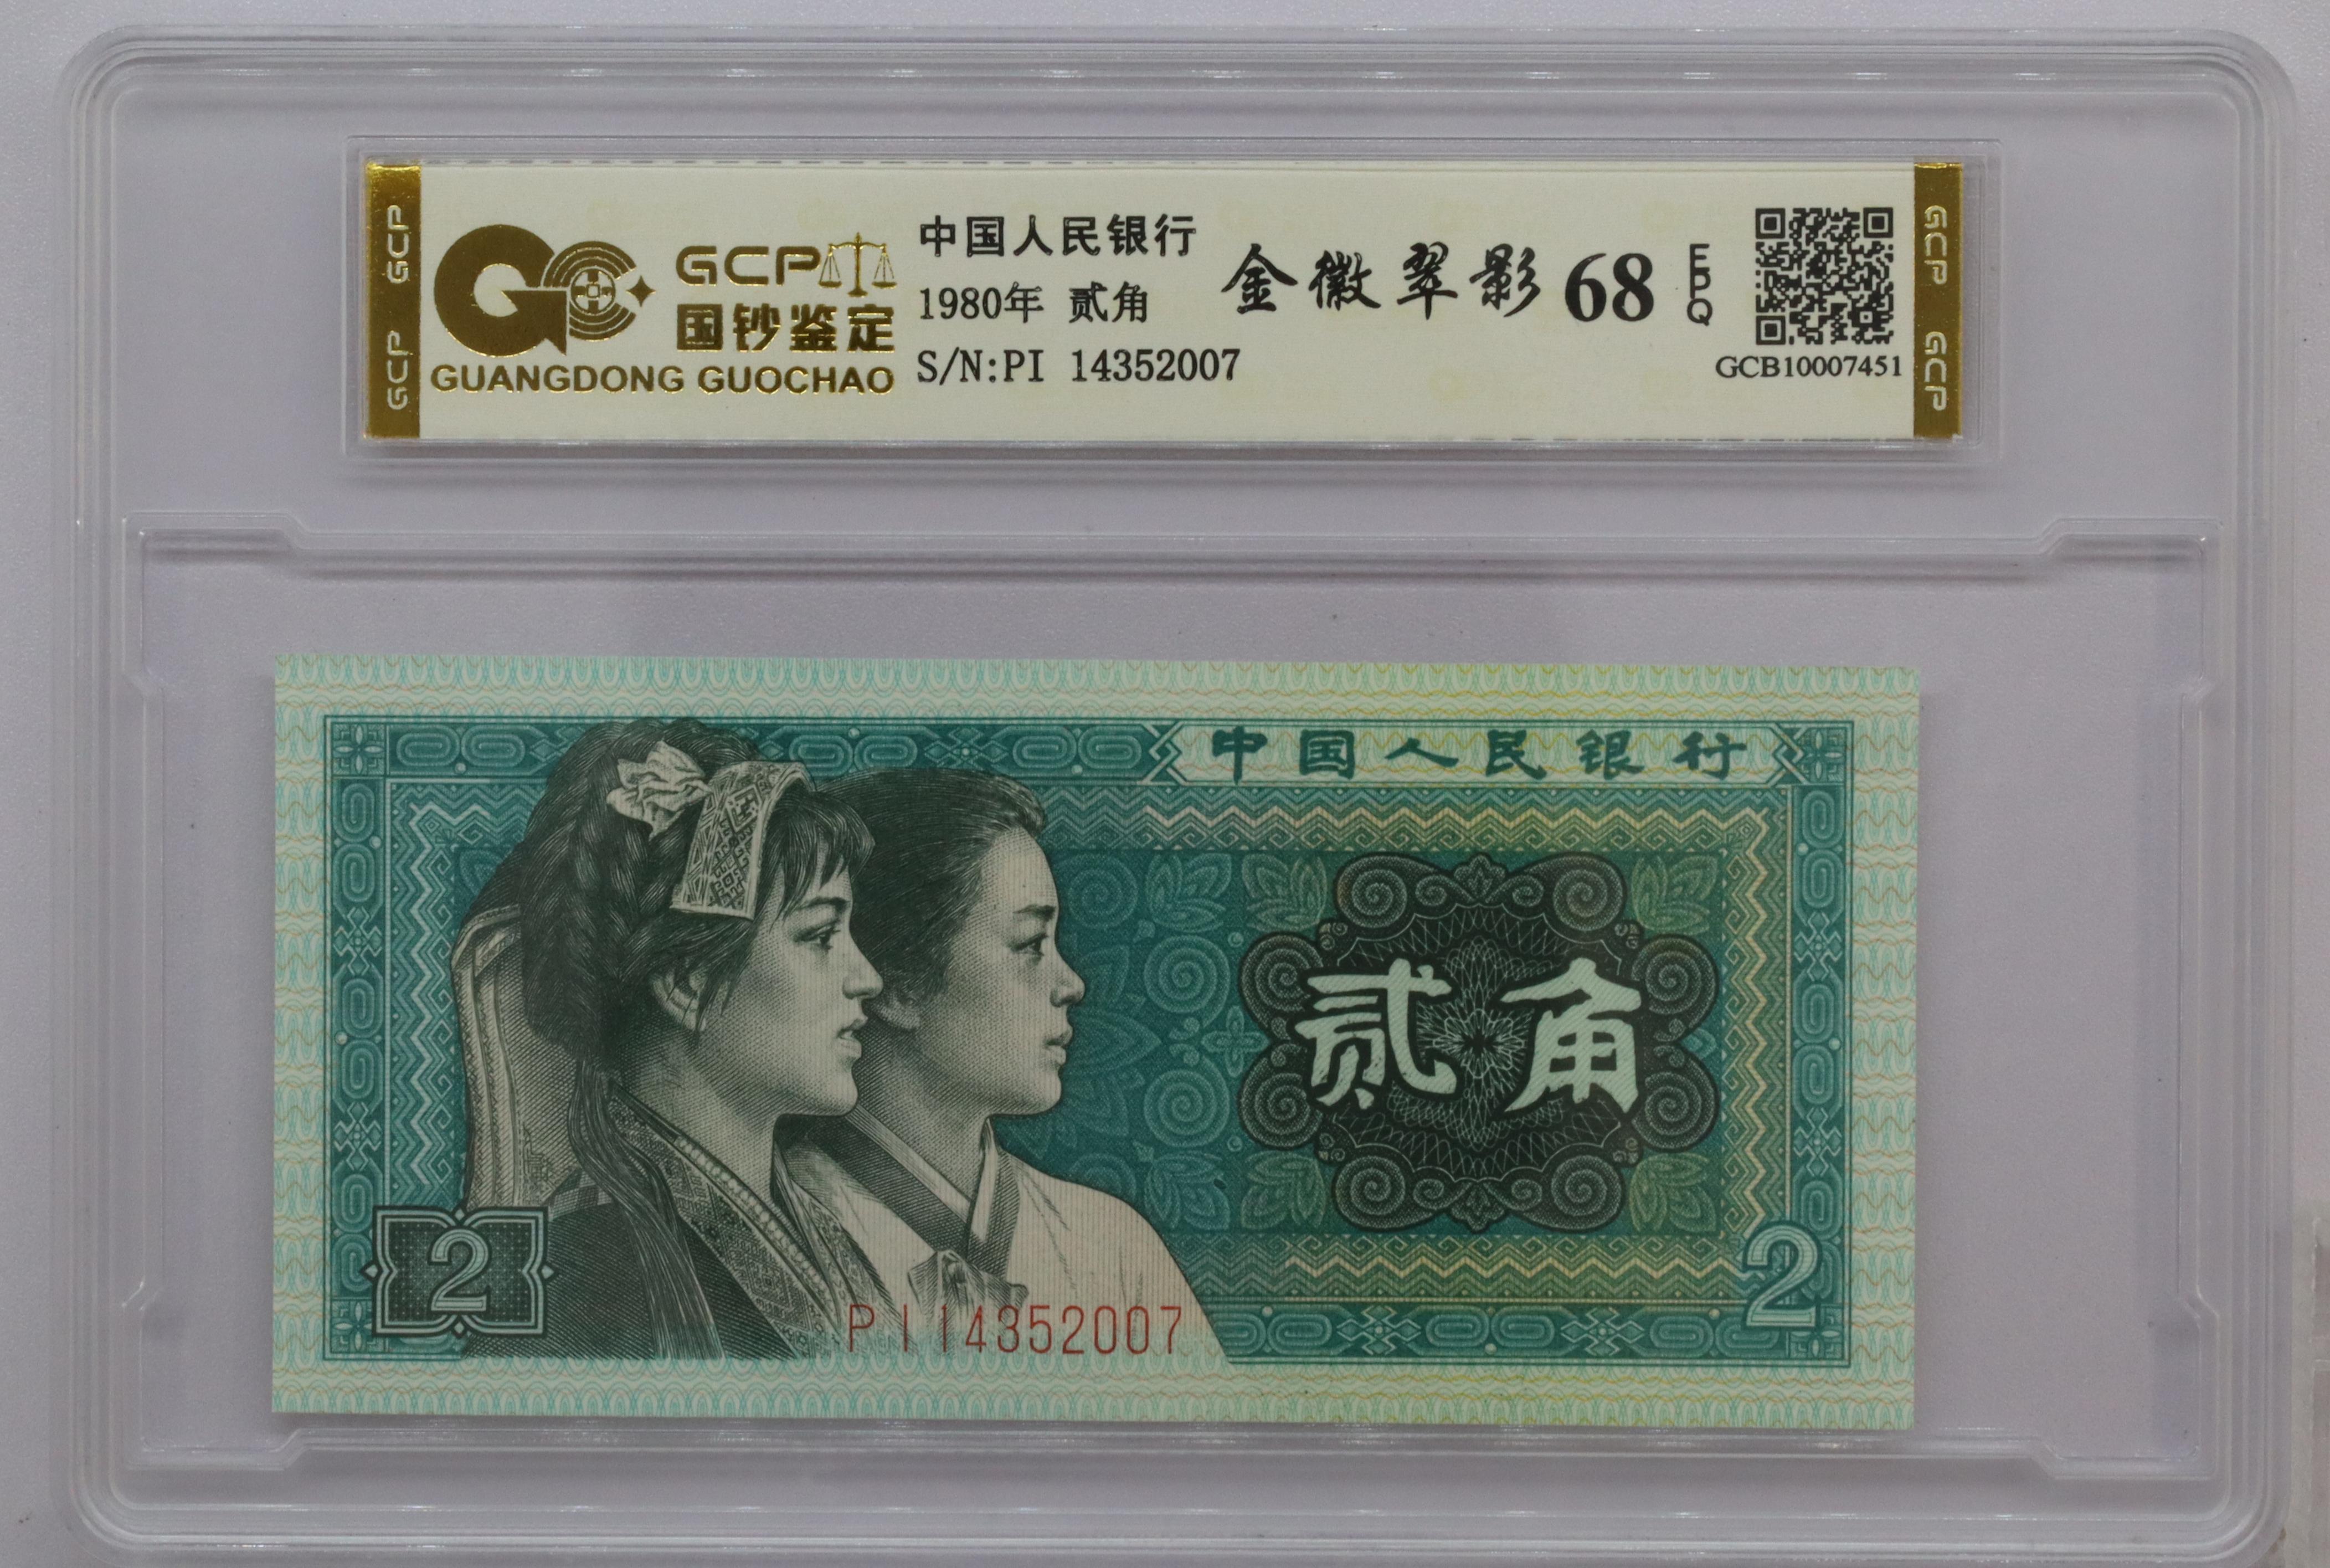 GCP GCP
GCP
国钞鉴定
GUANGDONG GUOCHAO
中国人民银行
1980年 贰角
S/N:PI 14352007
金徽翠影 68 EPQ
GCB10007451
GCP GCP
中国人民银行
贰角
2
2
PI14352007